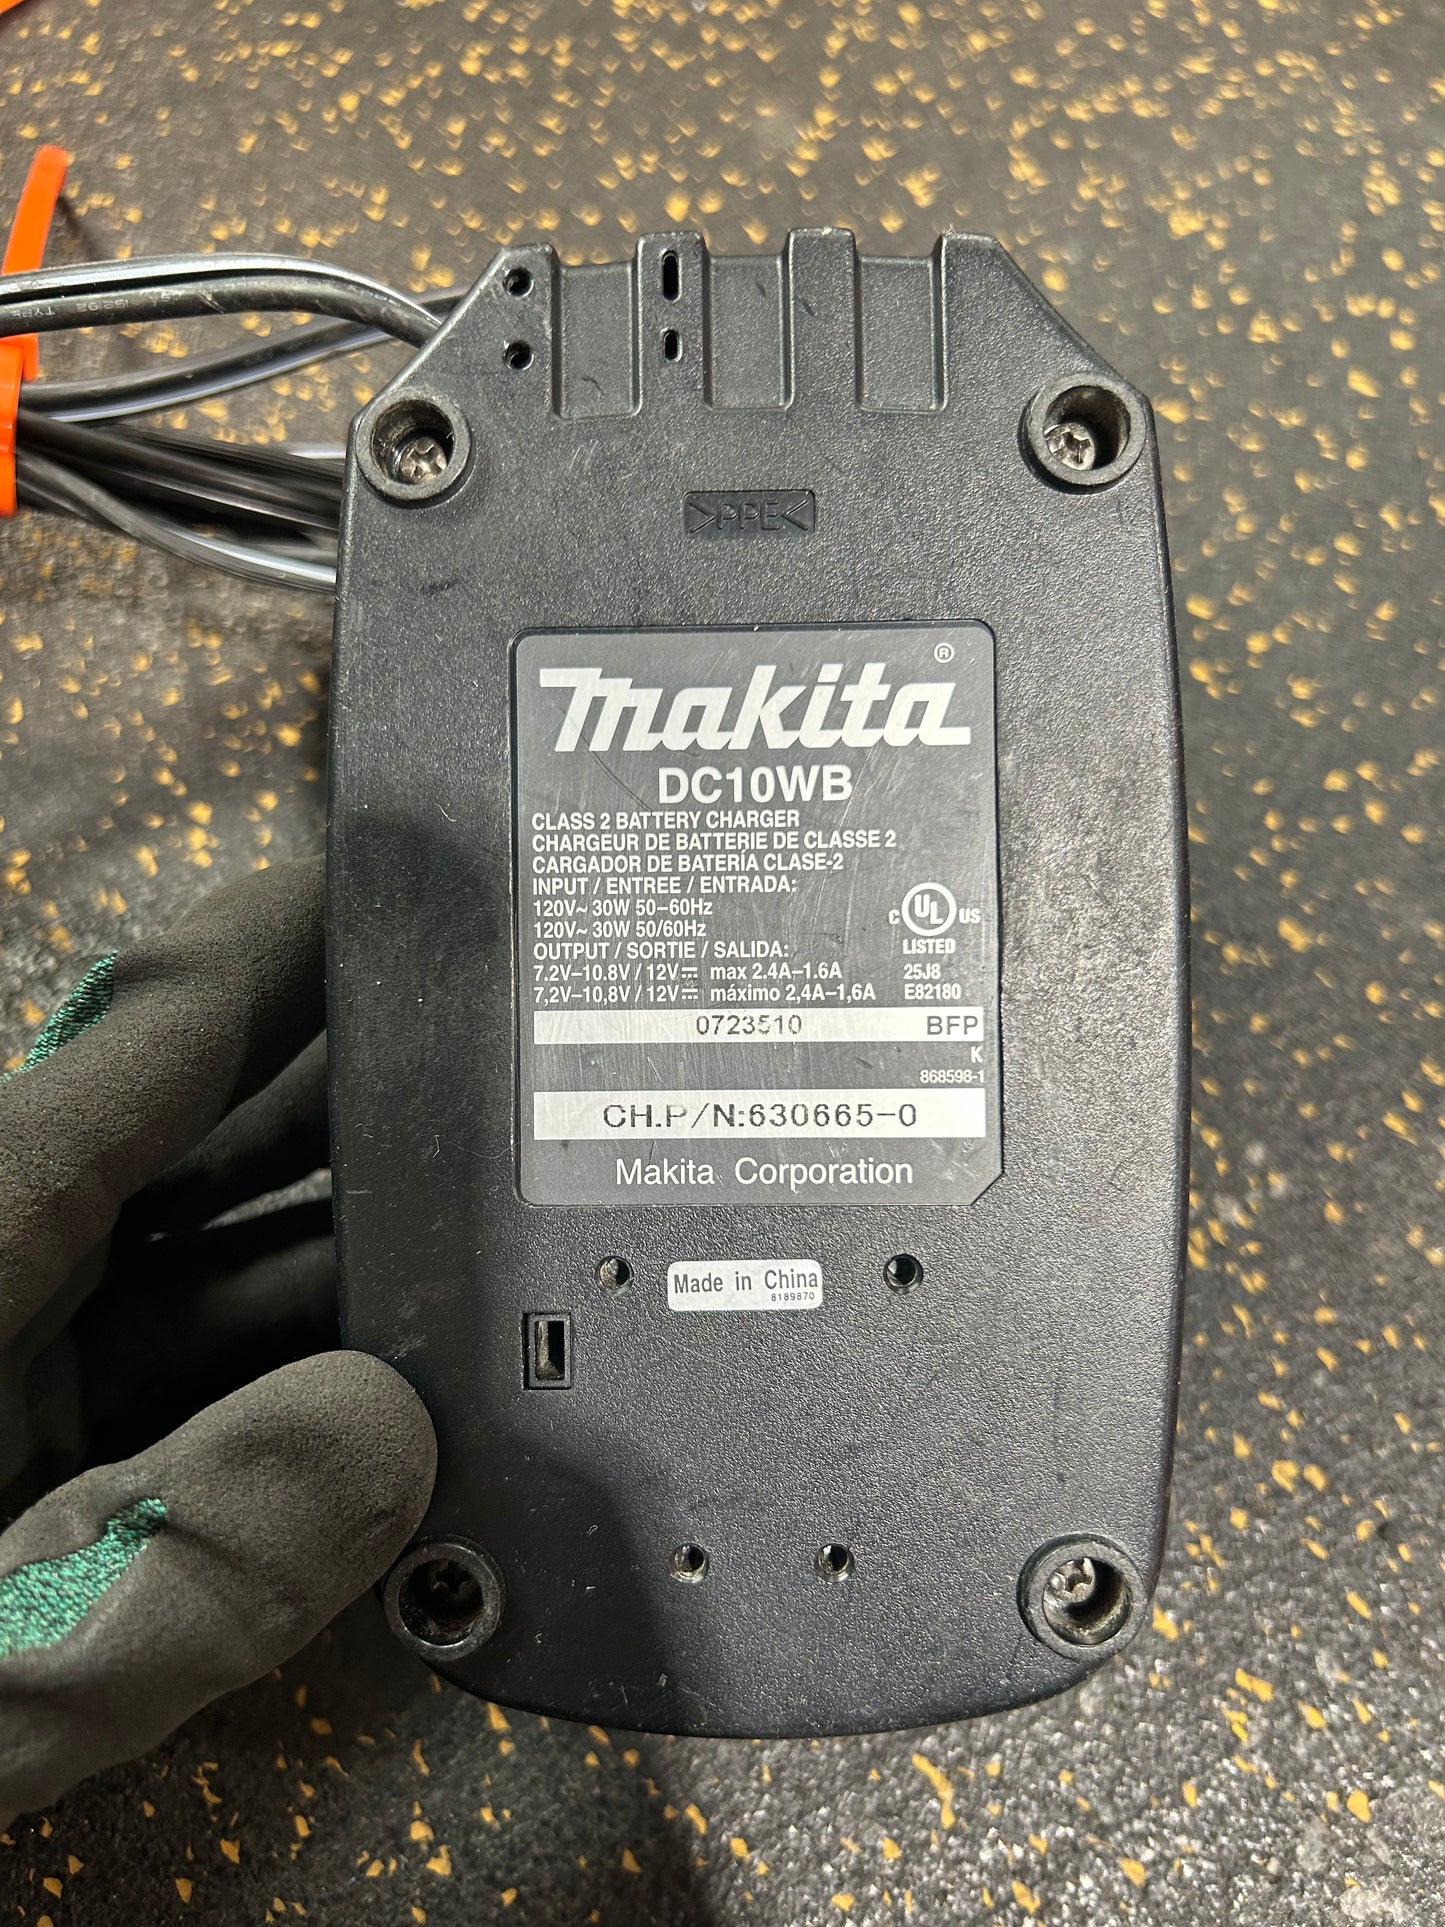 >PPE<
makita®
DC10WB
CLASS 2 BATTERY CHARGER
CHARGEUR DE BATTERIE DE CLASSE 2
CARGADOR DE BATERÍA CLASE-2
INPUT / ENTREE / ENTRADA:
120V~ 30W 50–60Hz
120V~ 30W 50/60Hz
OUTPUT / SORTIE / SALIDA:
7.2V–10.8V / 12V⎓ max 2.4A–1.6A
7,2V–10,8V / 12V⎓ máximo 2,4A–1,6A
C UL US
LISTED
25J8
E82180
0723510 BFP
K
868598-1
CH.P/N:630665-0
Makita Corporation
Made in China
8189870